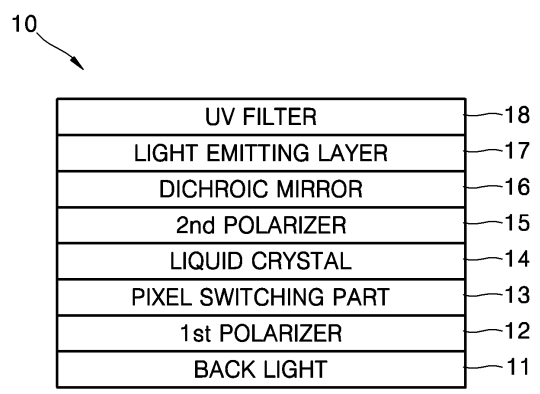 10
UV FILTER 18
LIGHT EMITTING LAYER 17
DICHROIC MIRROR 16
2nd POLARIZER 15
LIQUID CRYSTAL 14
PIXEL SWITCHING PART 13
1st POLARIZER 12
BACK LIGHT 11